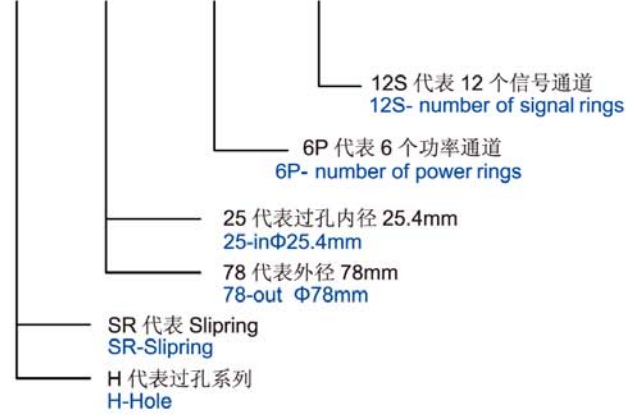 12S 代表 12 个信号通道
12S- number of signal rings
6P 代表 6 个功率通道
6P- number of power rings
25 代表过孔内径 25.4mm
25-inΦ25.4mm
78 代表外径 78mm
78-out Φ78mm
SR 代表 Slipring
SR-Slipring
H 代表过孔系列
H-Hole